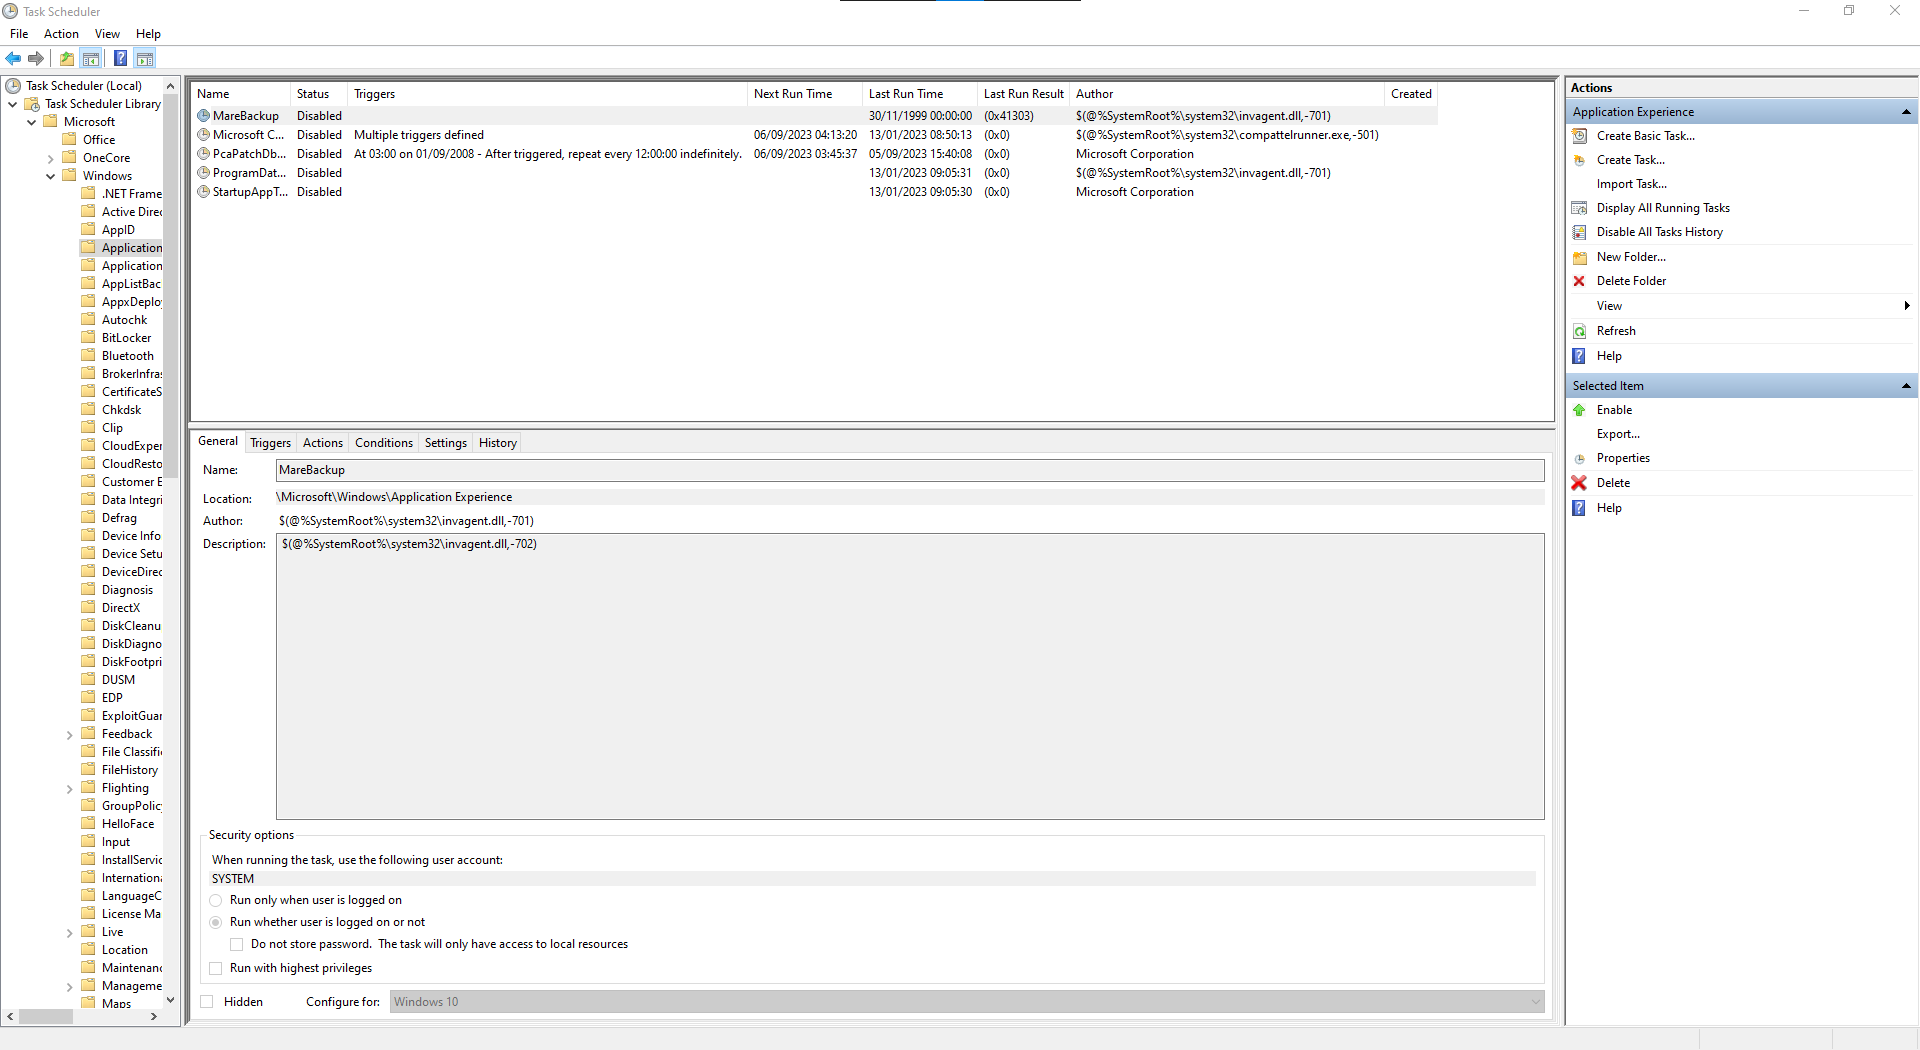 Task Scheduler
File Action View Help
Task Scheduler (Local)
Task Scheduler Library
Microsoft
Office
OneCore
Windows
.NET Frame
Active Direc
AppID
Application
Application
AppListBac
AppxDeploy
Autochk
BitLocker
Bluetooth
BrokerInfras
CertificateS
Chkdsk
Clip
CloudExper
CloudResto
Customer E
Data Integri
Defrag
Device Info
Device Setu
DeviceDirec
Diagnosis
DirectX
DiskCleanu
DiskDiagno
DiskFootpri
DUSM
EDP
ExploitGuar
Feedback
File Classific
FileHistory
Flighting
GroupPolicy
HelloFace
Input
InstallServic
Internationa
LanguageC
License Ma
Live
Location
Maintenanc
Manageme
Maps
Name Status Triggers Next Run Time Last Run Time Last Run Result Author Created
MareBackup Disabled 30/11/1999 00:00:00 (0x41303) $(@%SystemRoot%\system32\invagent.dll,-701)
Microsoft C... Disabled Multiple triggers defined 06/09/2023 04:13:20 13/01/2023 08:50:13 (0x0) $(@%SystemRoot%\system32\compattelrunner.exe,-501)
PcaPatchDb... Disabled At 03:00 on 01/09/2008 - After triggered, repeat every 12:00:00 indefinitely. 06/09/2023 03:45:37 05/09/2023 15:40:08 (0x0) Microsoft Corporation
ProgramDat... Disabled 13/01/2023 09:05:31 (0x0) $(@%SystemRoot%\system32\invagent.dll,-701)
StartupAppT... Disabled 13/01/2023 09:05:30 (0x0) Microsoft Corporation
General Triggers Actions Conditions Settings History
Name: MareBackup
Location: \Microsoft\Windows\Application Experience
Author: $(@%SystemRoot%\system32\invagent.dll,-701)
Description: $(@%SystemRoot%\system32\invagent.dll,-702)
Security options
When running the task, use the following user account:
SYSTEM
Run only when user is logged on
Run whether user is logged on or not
Do not store password. The task will only have access to local resources
Run with highest privileges
Hidden Configure for: Windows 10
Actions
Application Experience
Create Basic Task...
Create Task...
Import Task...
Display All Running Tasks
Disable All Tasks History
New Folder...
Delete Folder
View
Refresh
Help
Selected Item
Enable
Export...
Properties
Delete
Help